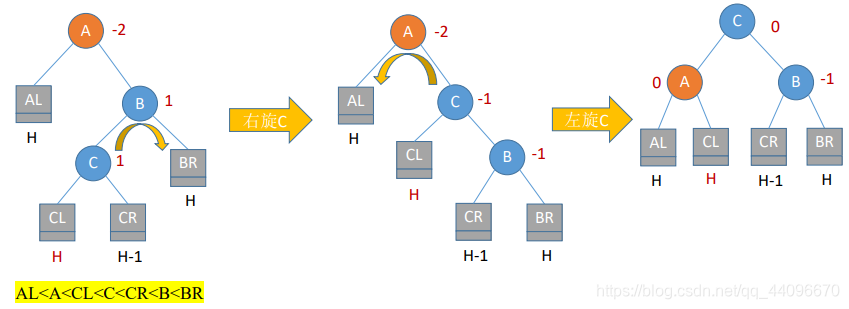 A -2
AL
H
B 1
C 1
BR
H
CL
H
CR
H-1
右旋C
A -2
AL
H
C -1
CL
H
B -1
CR
H-1
BR
H
左旋C
C 0
0 A
B -1
AL
H
CL
H
CR
H-1
BR
H
AL<A<CL<C<CR<B<BR
https://blog.csdn.net/qq_44096670